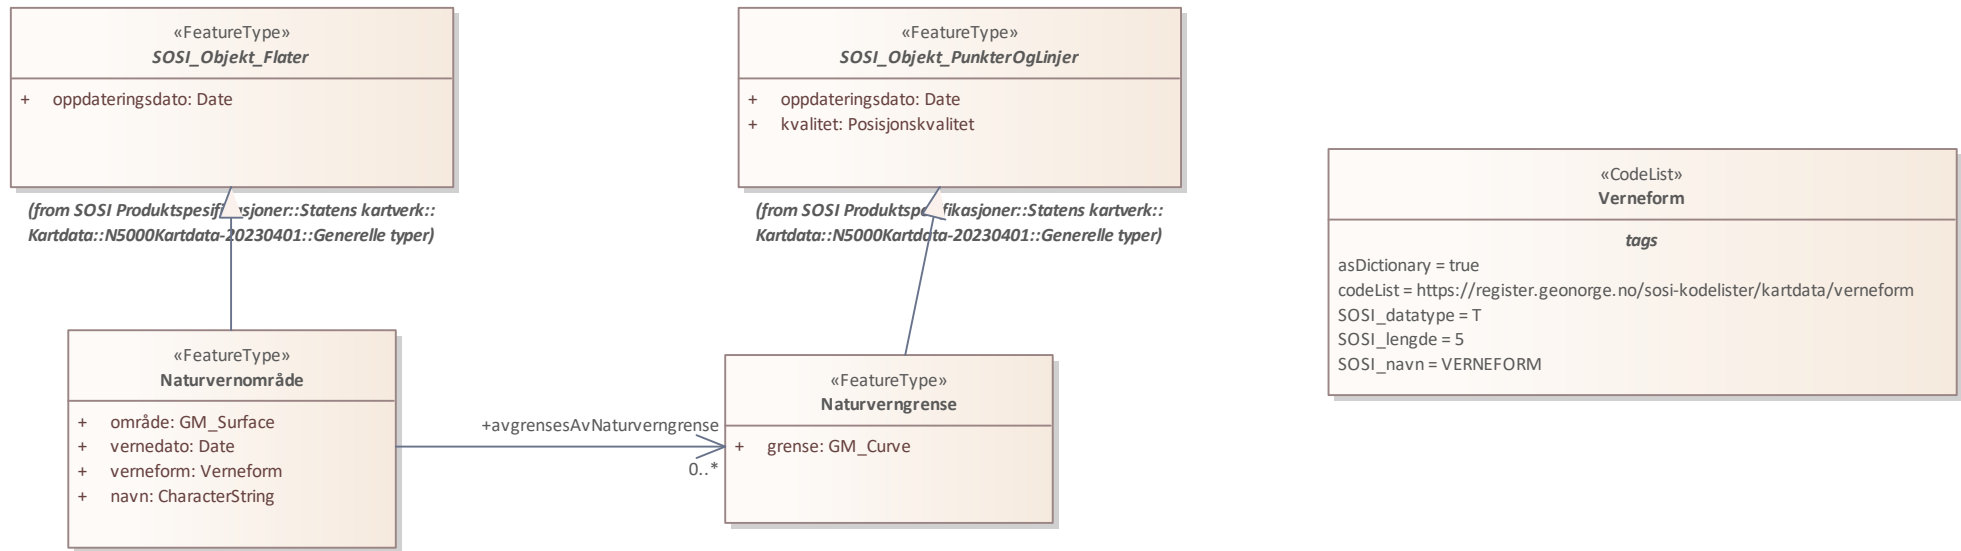 «FeatureType»
SOSI_Objekt_Flater
+ oppdateringsdato: Date
(from SOSI Produktspesifikasjoner::Statens kartverk::
Kartdata::N5000Kartdata-20230401::Generelle typer)
«FeatureType»
SOSI_Objekt_PunkterOgLinjer
+ oppdateringsdato: Date
+ kvalitet: Posisjonskvalitet
(from SOSI Produktspesifikasjoner::Statens kartverk::
Kartdata::N5000Kartdata-20230401::Generelle typer)
«CodeList»
Verneform
tags
asDictionary = true
codeList = https://register.geonorge.no/sosi-kodelister/kartdata/verneform
SOSI_datatype = T
SOSI_lengde = 5
SOSI_navn = VERNEFORM
«FeatureType»
Naturvernområde
+ område: GM_Surface
+ vernedato: Date
+ verneform: Verneform
+ navn: CharacterString
+avgrensesAvNaturverngrense
0..*
«FeatureType»
Naturverngrense
+ grense: GM_Curve